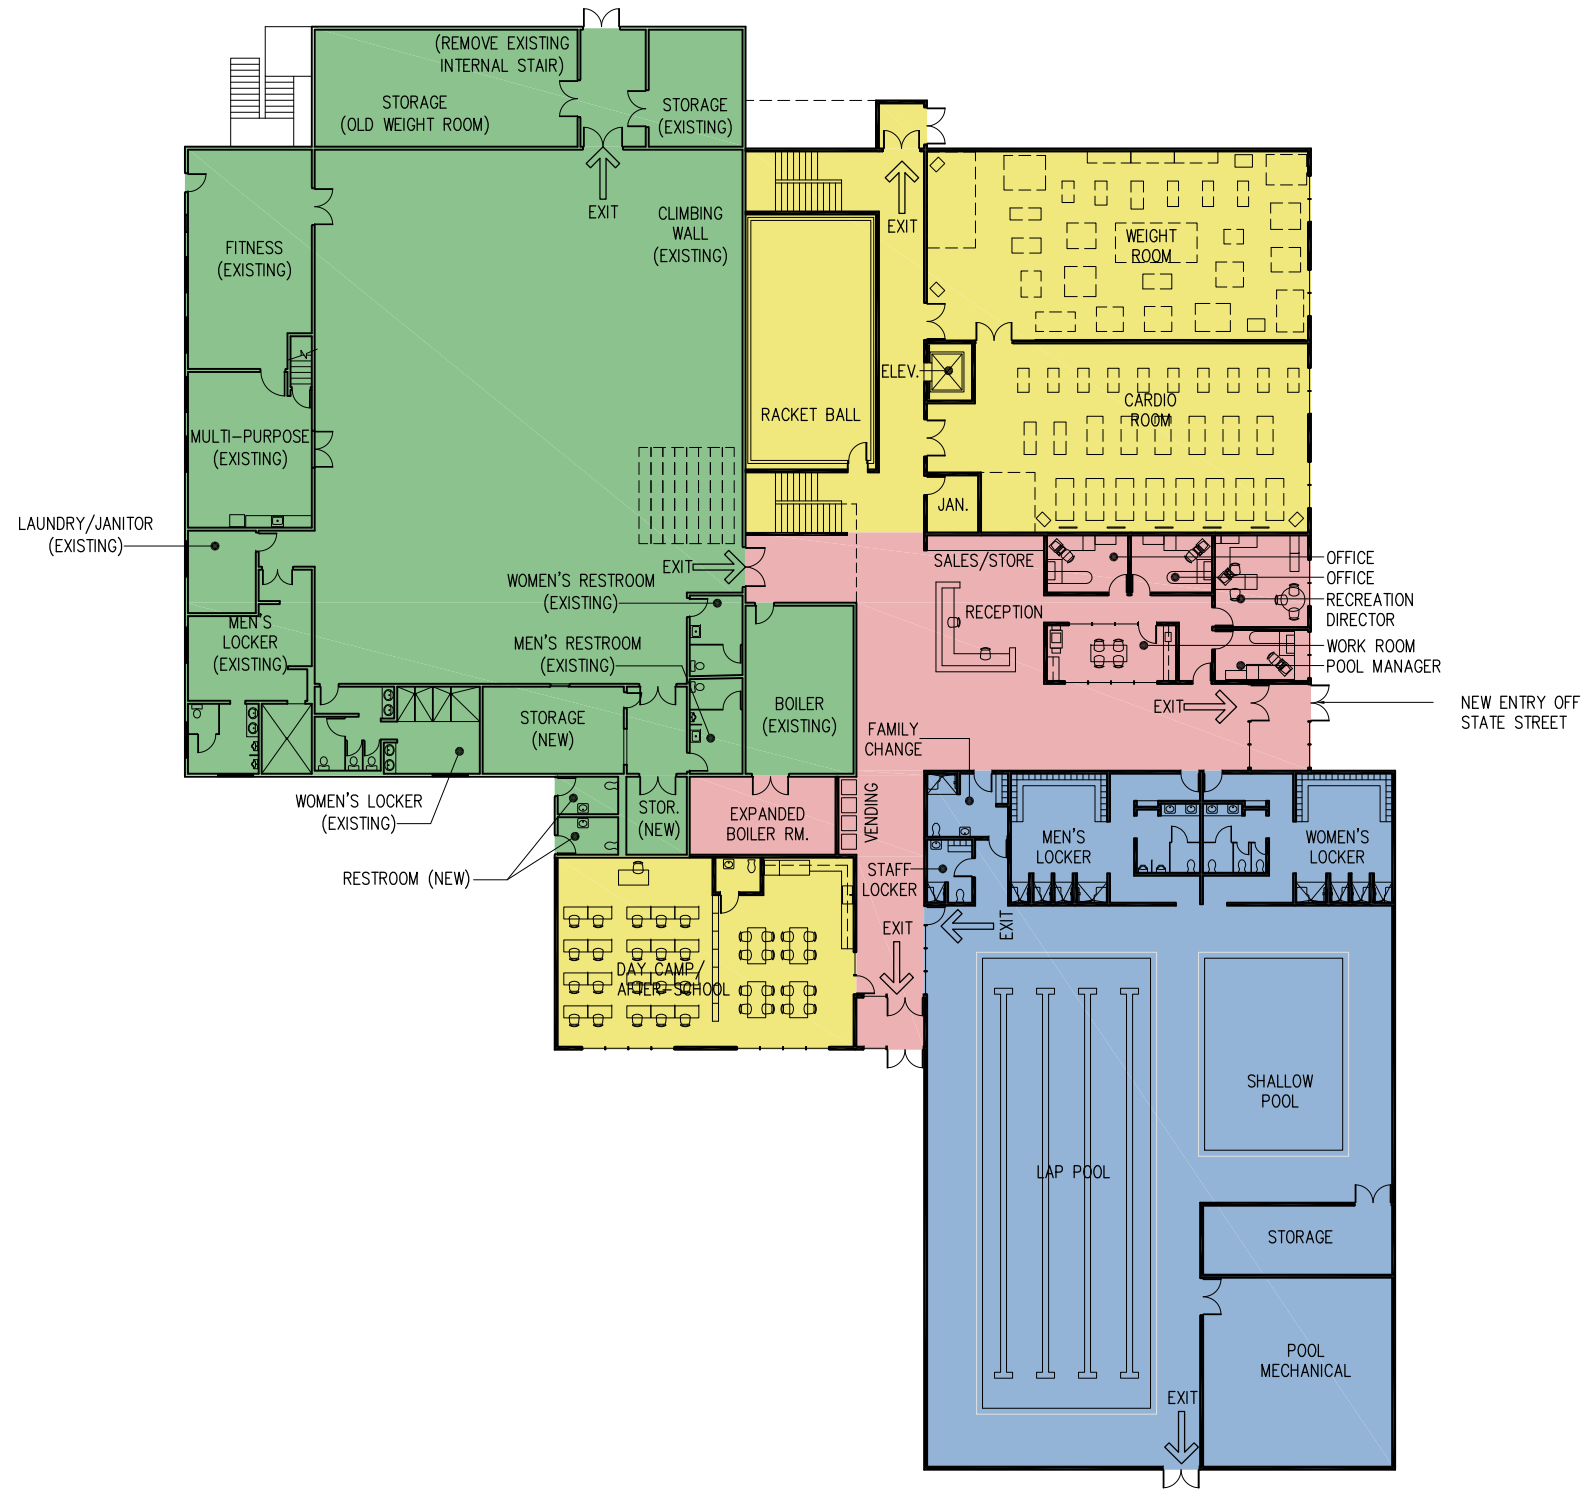 (REMOVE EXISTING
INTERNAL STAIR)
STORAGE
(OLD WEIGHT ROOM)
STORAGE
(EXISTING)
EXIT
CLIMBING
WALL
(EXISTING)
FITNESS
(EXISTING)
EXIT
WEIGHT
ROOM
ELEV.
RACKET BALL
CARDIO
ROOM
MULTI-PURPOSE
(EXISTING)
JAN.
LAUNDRY/JANITOR
(EXISTING)
EXIT
WOMEN'S RESTROOM
(EXISTING)
MEN'S RESTROOM
(EXISTING)
MEN'S
LOCKER
(EXISTING)
SALES/STORE
RECEPTION
OFFICE
OFFICE
RECREATION
DIRECTOR
WORK ROOM
POOL MANAGER
EXIT
NEW ENTRY OFF
STATE STREET
STORAGE
(NEW)
BOILER
(EXISTING)
FAMILY
CHANGE
WOMEN'S LOCKER
(EXISTING)
STOR.
(NEW)
EXPANDED
BOILER RM.
VENDING
MEN'S
LOCKER
WOMEN'S
LOCKER
RESTROOM (NEW)
STAFF
LOCKER
EXIT
EXIT
DAY CAMP/
AFTER-SCHOOL
SHALLOW
POOL
LAP POOL
STORAGE
POOL
MECHANICAL
EXIT